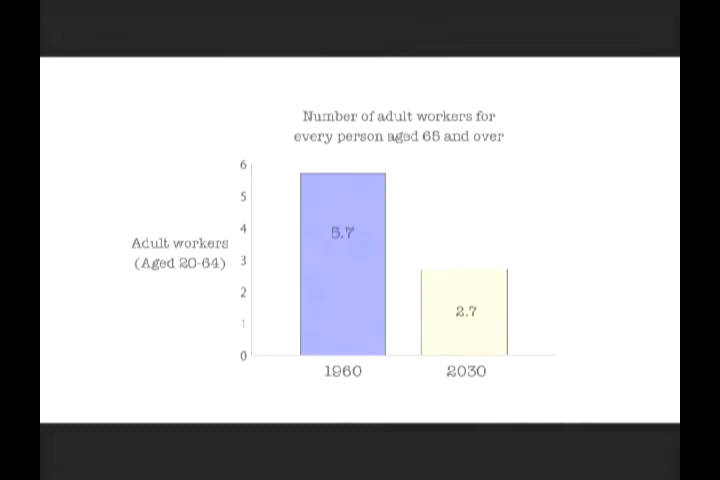 Number of adult workers for
every person aged 65 and over
6
5
4
3
2
1
0
Adult workers
(Aged 20-64)
5.7
2.7
1960
2030